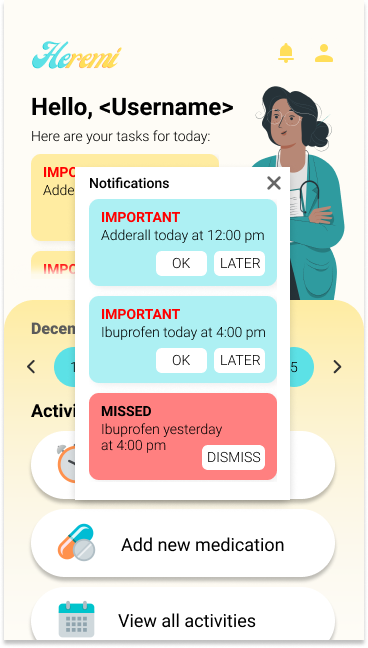 Heremi
Hello, <Username>
Here are your tasks for today:
IMPO
Adde
IMPO
Notifications
IMPORTANT
Adderall today at 12:00 pm
OK LATER
IMPORTANT
Ibuprofen today at 4:00 pm
OK LATER
MISSED
Ibuprofen yesterday
at 4:00 pm
DISMISS
Decem
1 5
Activi
Add new medication
View all activities